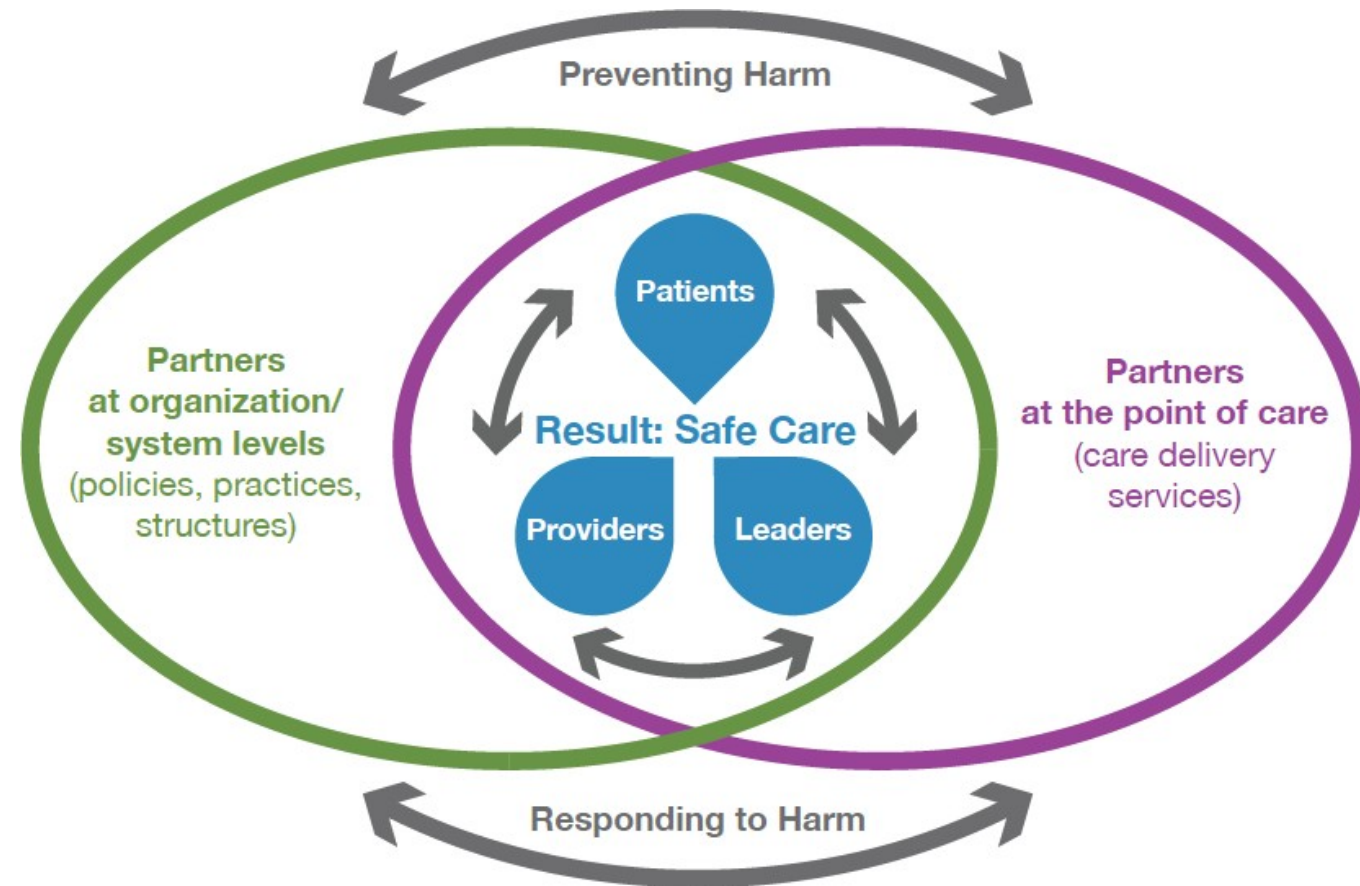 Preventing Harm
Patients
Partners
at organization/
system levels
(policies, practices,
structures)
Result: Safe Care
Providers
Leaders
Partners
at the point of care
(care delivery
services)
Responding to Harm